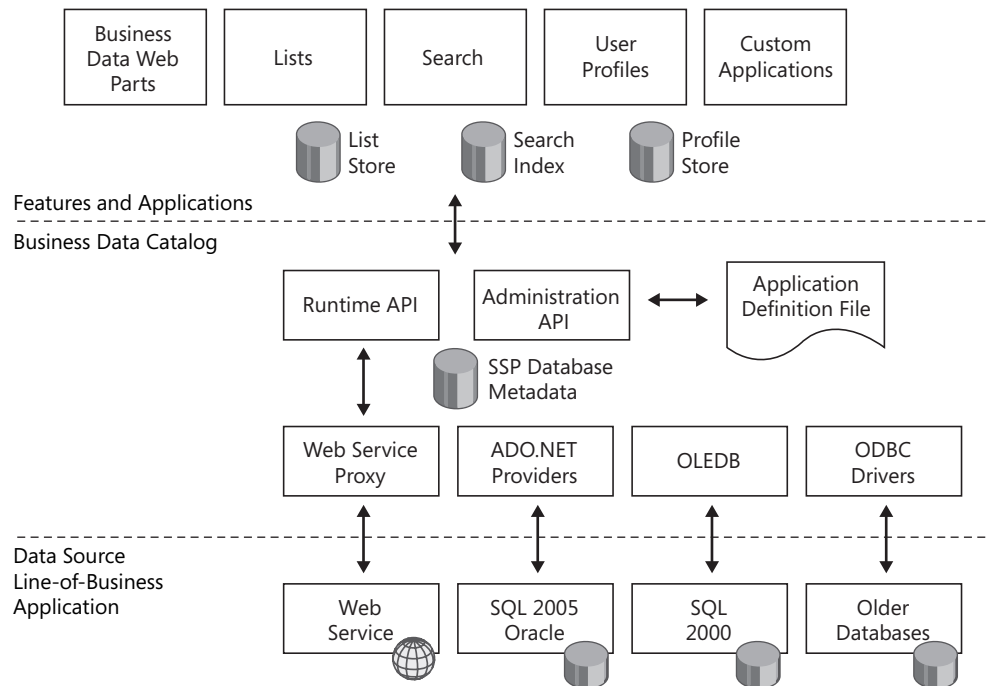 Business
Data Web
Parts
Lists
Search
User
Profiles
Custom
Applications
List
Store
Search
Index
Profile
Store
Features and Applications
Business Data Catalog
Runtime API
Administration
API
Application
Definition File
SSP Database
Metadata
Web Service
Proxy
ADO.NET
Providers
OLEDB
ODBC
Drivers
Data Source
Line-of-Business
Application
Web
Service
SQL 2005
Oracle
SQL
2000
Older
Databases